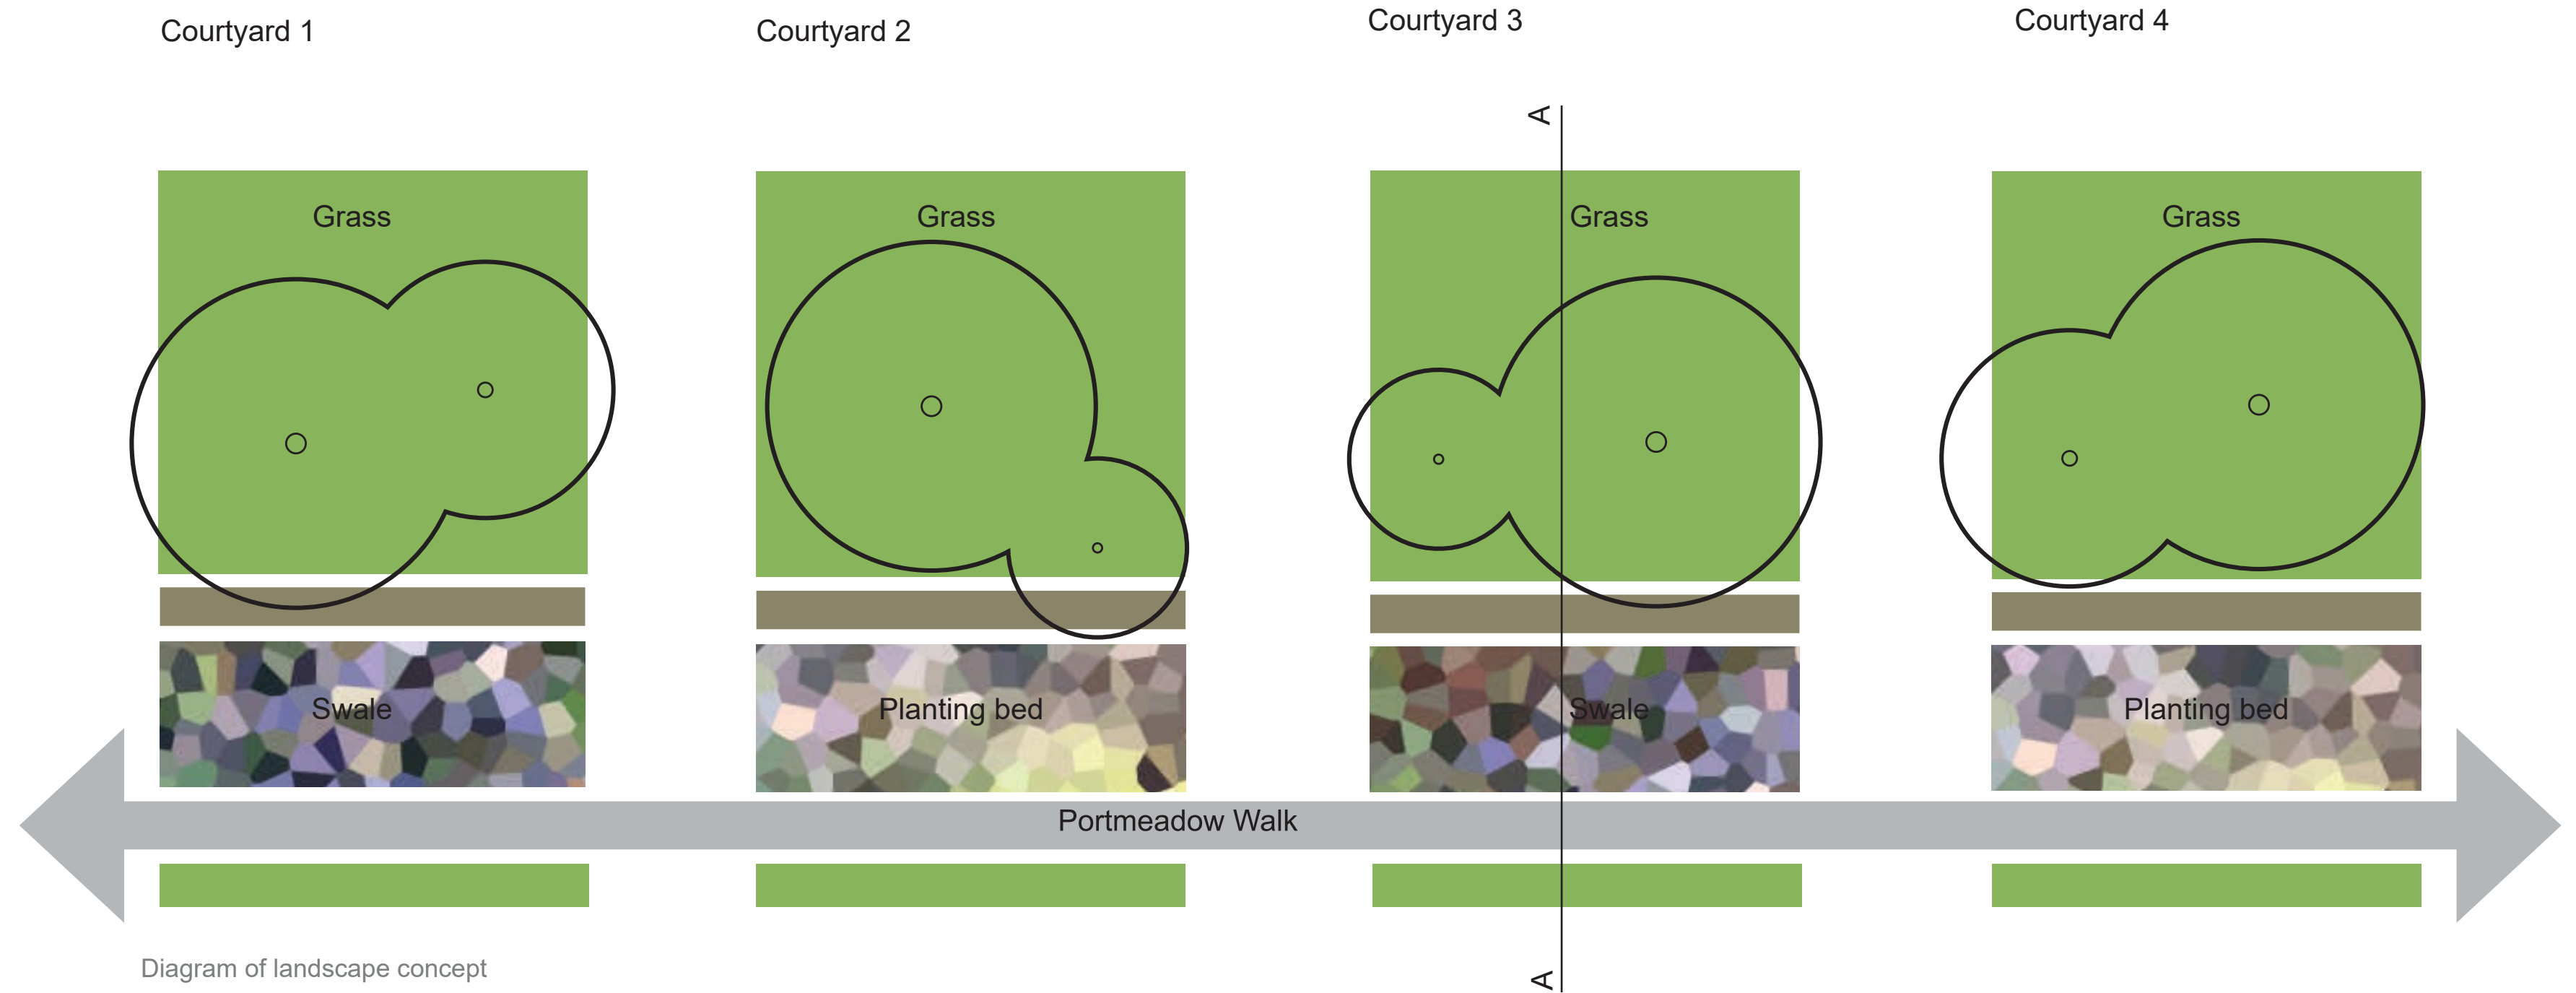 Courtyard 1
Courtyard 2
Courtyard 3
Courtyard 4
A
Grass
Grass
Grass
Grass
Swale
Planting bed
Swale
Planting bed
Portmeadow Walk
Diagram of landscape concept
A